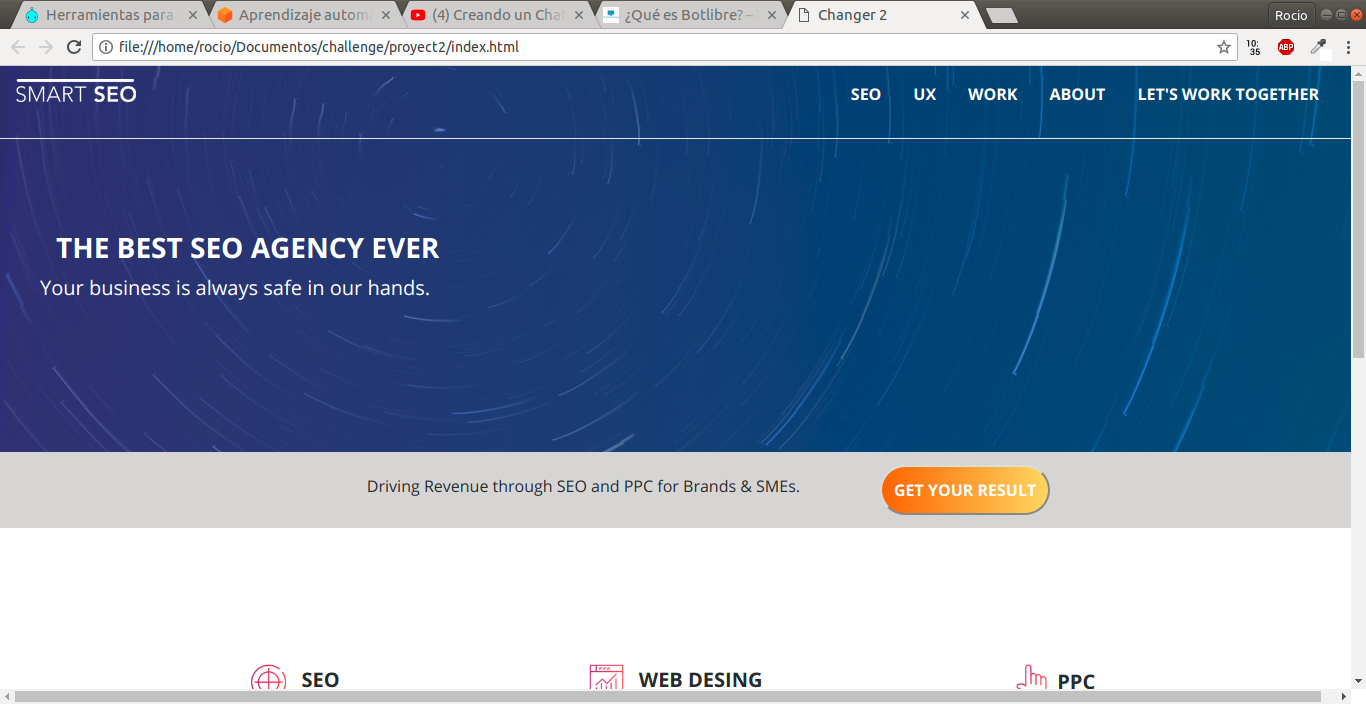 Herramientas para
Aprendizaje autom
(4) Creando un Cha
¿Qué es Botlibre? –
Changer 2
Rocio
file:///home/rocio/Documentos/challenge/proyect2/index.html
10:
35
ABP
SMART SEO
SEO
UX
WORK
ABOUT
LET'S WORK TOGETHER
THE BEST SEO AGENCY EVER
Your business is always safe in our hands.
Driving Revenue through SEO and PPC for Brands & SMEs.
GET YOUR RESULT
SEO
WEB DESING
PPC